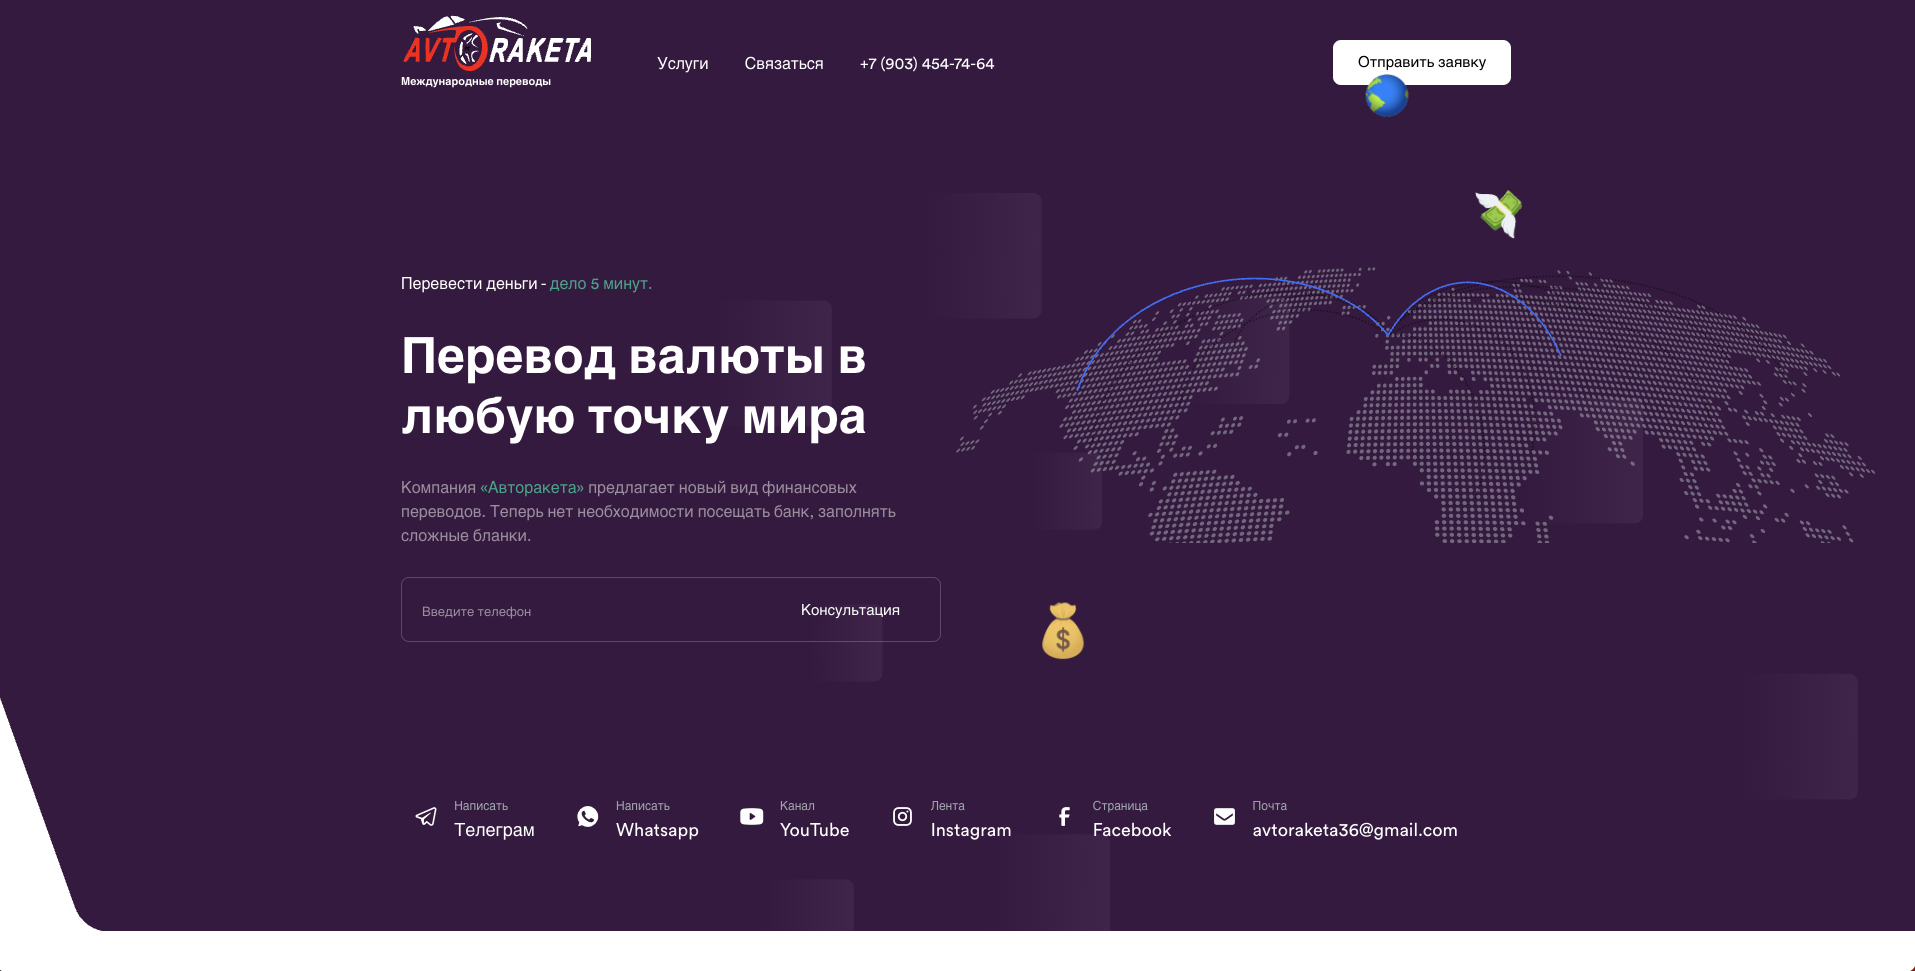 AVTORAKETA
Международные переводы
Услуги
Связаться
+7 (903) 454-74-64
Отправить заявку
Перевести деньги - дело 5 минут.
Перевод валюты в
любую точку мира
Компания «Авторакета» предлагает новый вид финансовых
переводов. Теперь нет необходимости посещать банк, заполнять
сложные бланки.
Введите телефон
Консультация
Написать
Телеграм
Написать
Whatsapp
Канал
YouTube
Лента
Instagram
Страница
Facebook
Почта
avtoraketa36@gmail.com